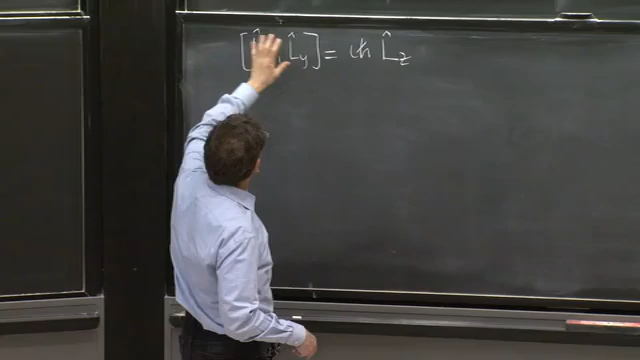 [ L̂y ] = iħ L̂z